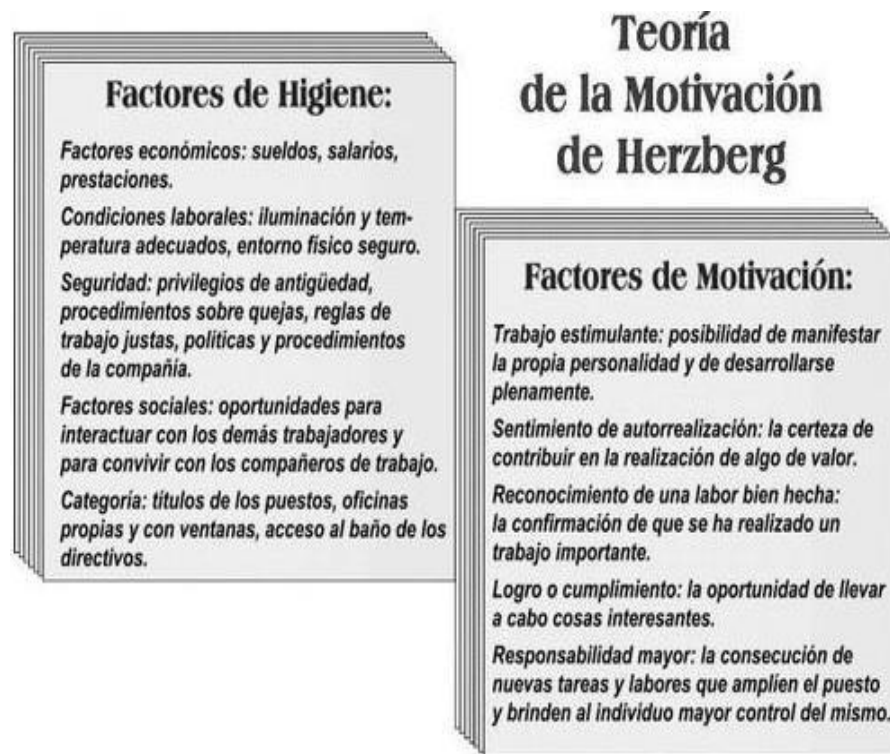 Teoría
de la Motivación
de Herzberg
Factores de Higiene:
Factores económicos: sueldos, salarios,
prestaciones.
Condiciones laborales: iluminación y tem-
peratura adecuados, entorno físico seguro.
Seguridad: privilegios de antigüedad,
procedimientos sobre quejas, reglas de
trabajo justas, políticas y procedimientos
de la compañía.
Factores sociales: oportunidades para
interactuar con los demás trabajadores y
para convivir con los compañeros de trabajo.
Categoría: títulos de los puestos, oficinas
propias y con ventanas, acceso al baño de los
directivos.
Factores de Motivación:
Trabajo estimulante: posibilidad de manifestar
la propia personalidad y de desarrollarse
plenamente.
Sentimiento de autorrealización: la certeza de
contribuir en la realización de algo de valor.
Reconocimiento de una labor bien hecha:
la confirmación de que se ha realizado un
trabajo importante.
Logro o cumplimiento: la oportunidad de llevar
a cabo cosas interesantes.
Responsabilidad mayor: la consecución de
nuevas tareas y labores que amplíen el puesto
y brinden al individuo mayor control del mismo.